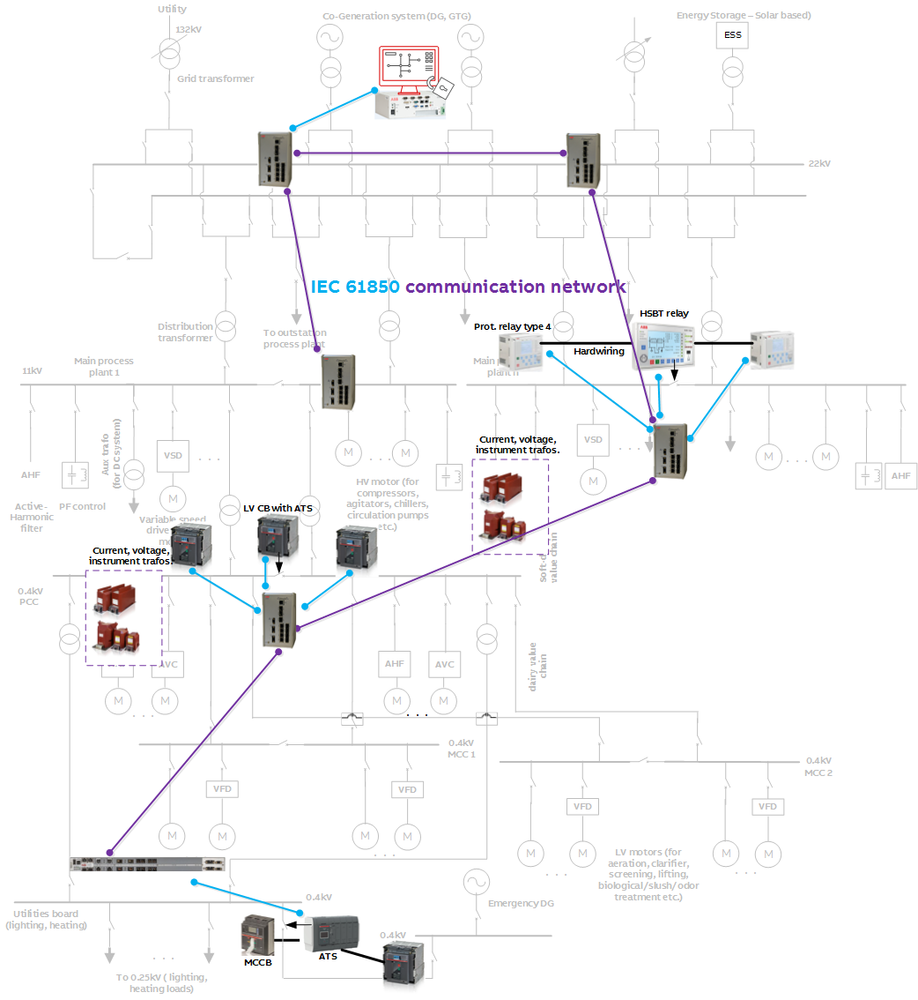 Utility
Co-Generation system (DG, GTG)
Energy Storage – Solar based)
132kV
ESS
Grid transformer
22kV
IEC 61850 communication network
HSBT relay
Distribution
transformer
To outstation
process plant
Prot. relay type 4
Hardwiring
ABB
Main process
plant 1
11kV
Main
plant II
Aux trafo
(for DC system)
VSD
. . .
M
M
. . .
Current, voltage,
instrument trafos.
VSD
. . .
M
M
. . .
AHF
PF control
M
HV motor (for
compressors,
agitators, chillers,
circulation pumps
etc.)
M
AHF
Active-
Harmonic
filter
Variable speed
drive
LV CB with ATS
Current, voltage,
instrument trafos.
value chain
0.4kV
PCC
AVC
AHF
AVC
dairy value
chain
M
M
. . .
M
M
. . .
0.4kV
MCC 1
0.4kV
MCC 2
VFD
VFD
VFD
VFD
M
M
M
M
. . .
M
M
. . .
M
M
. . .
LV motors (for
aeration, clarifier,
screening, lifting,
biological/slush/odor
treatment etc.)
0.4kV
Emergency DG
Utilities board
(lighting, heating)
0.4kV
MCCB
ATS
. . .
To 0.25kV ( lighting,
heating loads)